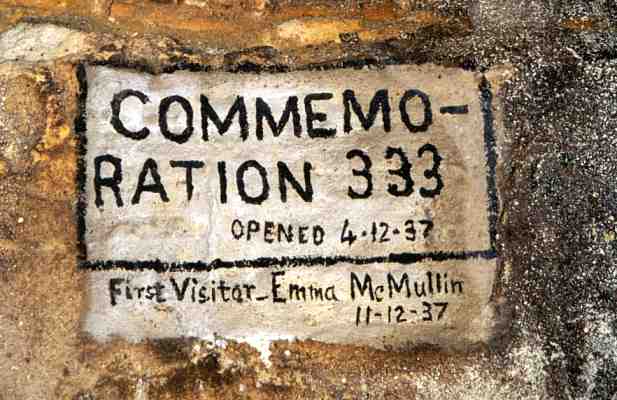 COMMEMO-
RATION 333
OPENED 4·12·37
First Visitor_Emma McMullin
11-12-37